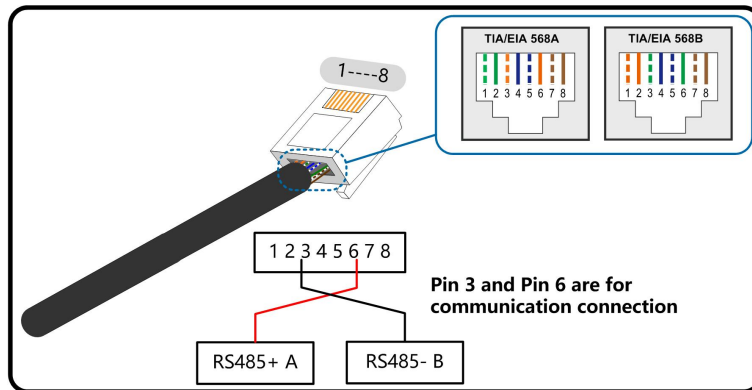 1----8
TIA/EIA 568A
1 2 3 4 5 6 7 8
TIA/EIA 568B
1 2 3 4 5 6 7 8
1 2 3 4 5 6 7 8
Pin 3 and Pin 6 are for
communication connection
RS485+ A
RS485- B